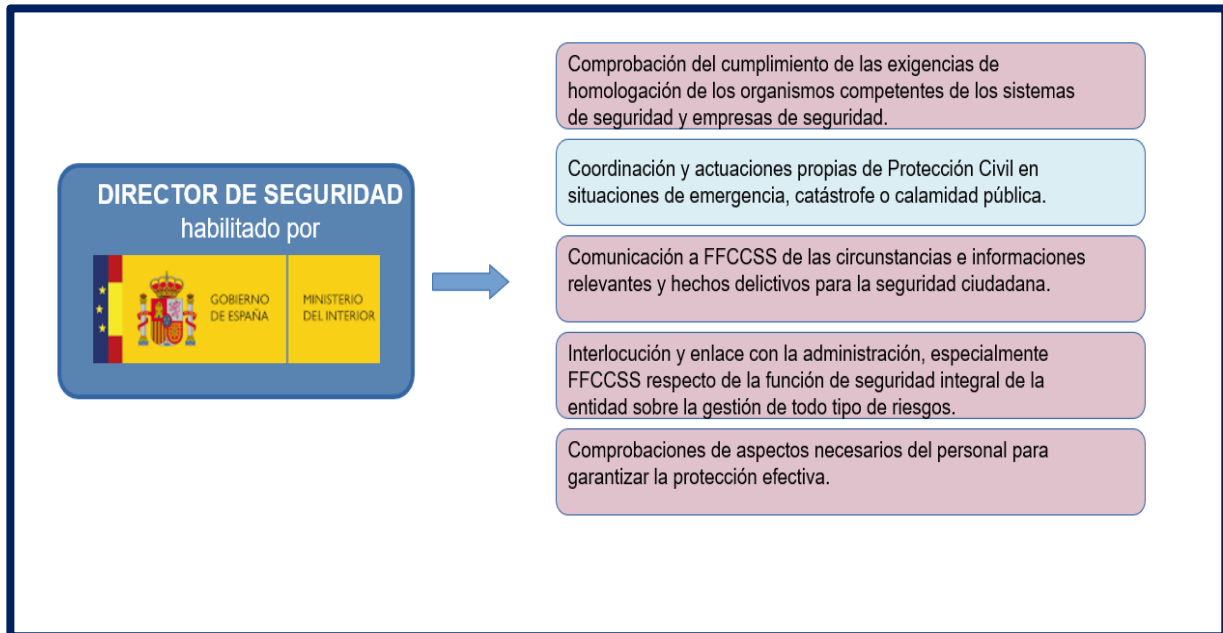 DIRECTOR DE SEGURIDAD
habilitado por
GOBIERNO
DE ESPAÑA
MINISTERIO
DEL INTERIOR
Comprobación del cumplimiento de las exigencias de
homologación de los organismos competentes de los sistemas
de seguridad y empresas de seguridad.
Coordinación y actuaciones propias de Protección Civil en
situaciones de emergencia, catástrofe o calamidad pública.
Comunicación a FFCCSS de las circunstancias e informaciones
relevantes y hechos delictivos para la seguridad ciudadana.
Interlocución y enlace con la administración, especialmente
FFCCSS respecto de la función de seguridad integral de la
entidad sobre la gestión de todo tipo de riesgos.
Comprobaciones de aspectos necesarios del personal para
garantizar la protección efectiva.